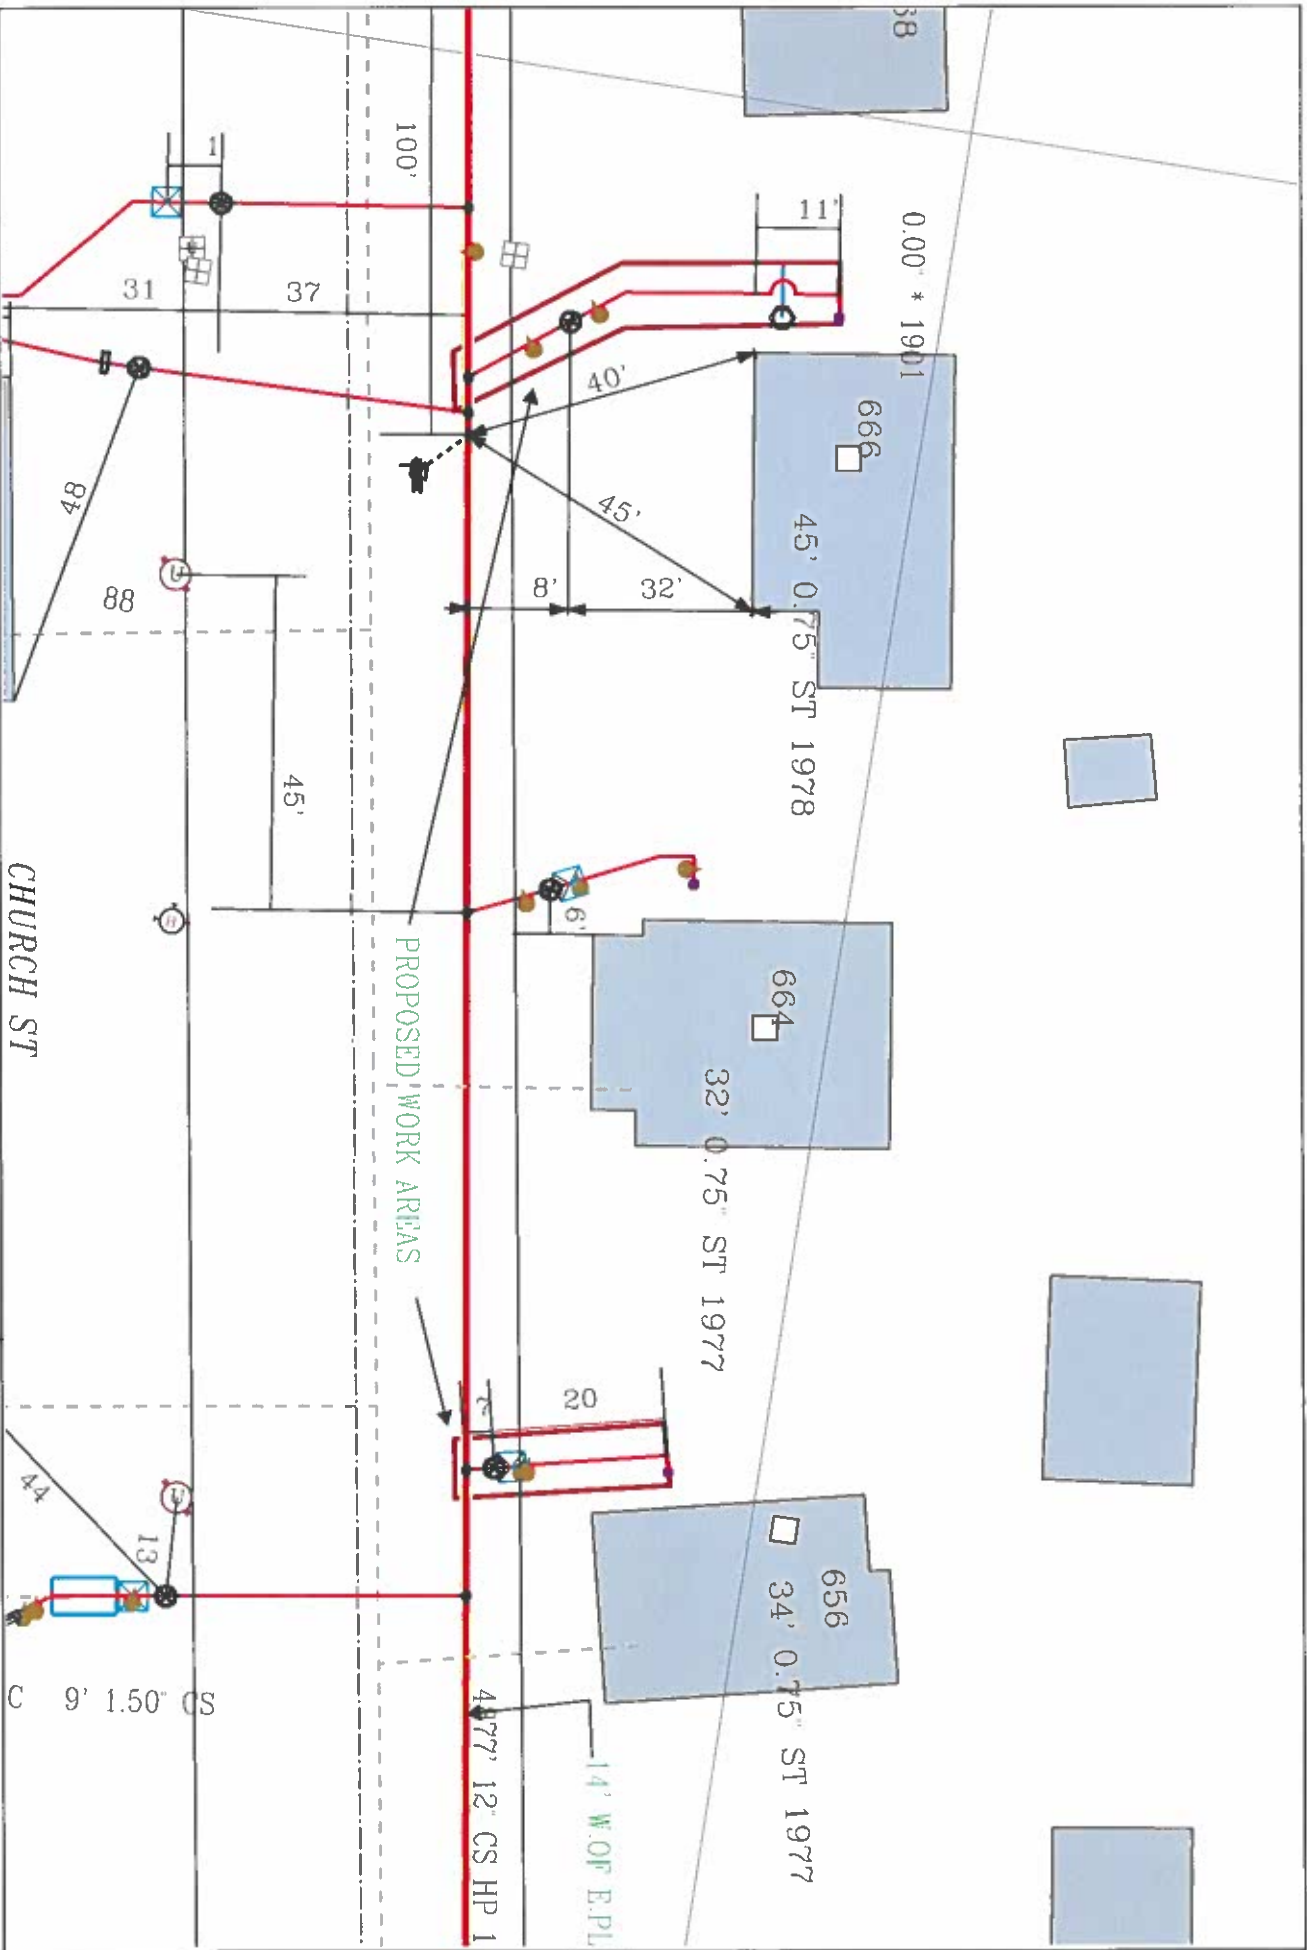 68
1
100'
11'
0.00' * 1901
31
37
40'
666
48
45'
45' 0.75" ST 1978
8'
32'
88
U
45'
6'
664
H
CHURCH ST
PROPOSED WORK AREAS
32' 0.75" ST 1977
20
44
U
13
656
34' 0.75" ST 1977
C 9' 1.50" CS
12" CS HP 1
14' W.OF E.PL